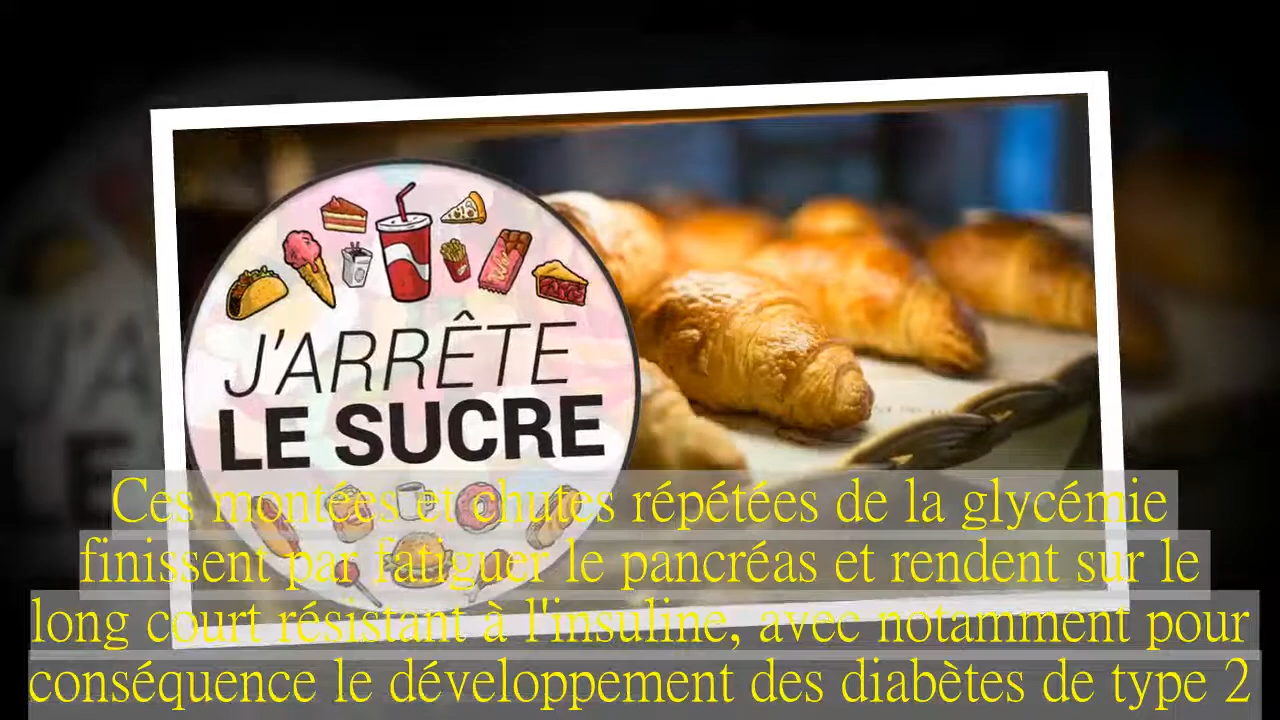 J'ARRÊTE
LE SUCRE
Ces montées et chutes répétées de la glycémie
finissent par fatiguer le pancréas et rendent sur le
long court résistant à l'insuline, avec notamment pour
conséquence le développement des diabètes de type 2